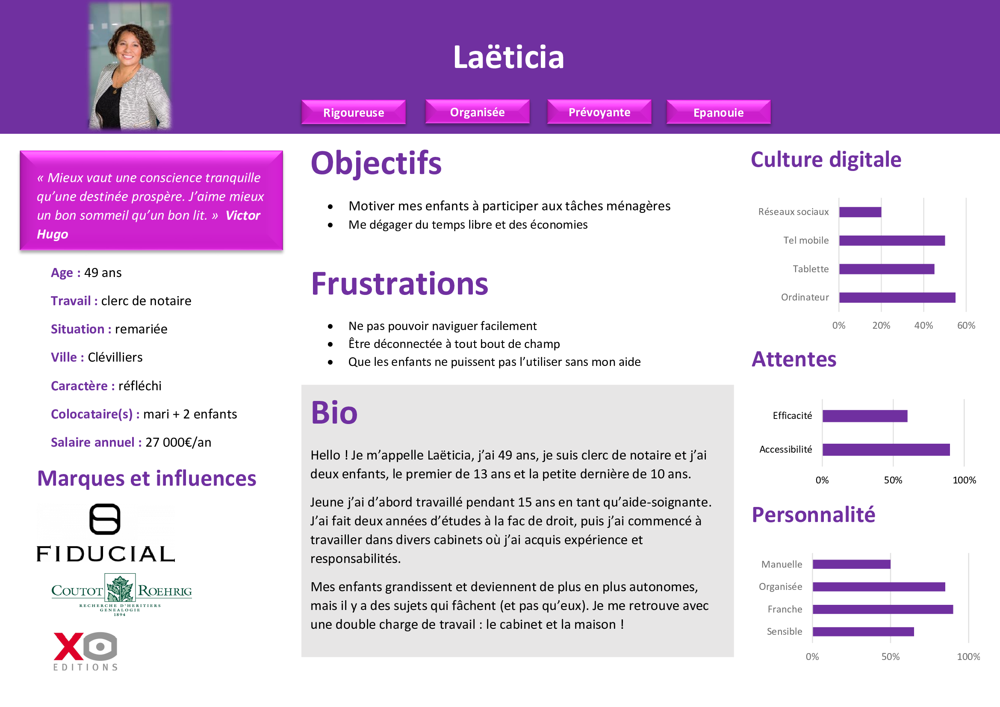 Laëticia
Rigoureuse
Organisée
Prévoyante
Epanouie
« Mieux vaut une conscience tranquille
qu’une destinée prospère. J’aime mieux
un bon sommeil qu’un bon lit. » Victor
Hugo
Age : 49 ans
Travail : clerc de notaire
Situation : remariée
Ville : Clévilliers
Caractère : réfléchi
Colocataire(s) : mari + 2 enfants
Salaire annuel : 27 000€/an
Marques et influences
FIDUCIAL
COUTOT ROEHRIG
RECHERCHE D'HERITIERS
GENEALOGIE
1894
XO
EDITIONS
Objectifs
• Motiver mes enfants à participer aux tâches ménagères
• Me dégager du temps libre et des économies
Frustrations
• Ne pas pouvoir naviguer facilement
• Être déconnectée à tout bout de champ
• Que les enfants ne puissent pas l’utiliser sans mon aide
Bio
Hello ! Je m’appelle Laëticia, j’ai 49 ans, je suis clerc de notaire et j’ai
deux enfants, le premier de 13 ans et la petite dernière de 10 ans.
Jeune j’ai d’abord travaillé pendant 15 ans en tant qu’aide-soignante.
J’ai fait deux années d’études à la fac de droit, puis j’ai commencé à
travailler dans divers cabinets où j’ai acquis expérience et
responsabilités.
Mes enfants grandissent et deviennent de plus en plus autonomes,
mais il y a des sujets qui fâchent (et pas qu’eux). Je me retrouve avec
une double charge de travail : le cabinet et la maison !
Culture digitale
Réseaux sociaux
Tel mobile
Tablette
Ordinateur
0% 20% 40% 60%
Attentes
Efficacité
Accessibilité
0% 50% 100%
Personnalité
Manuelle
Organisée
Franche
Sensible
0% 50% 100%